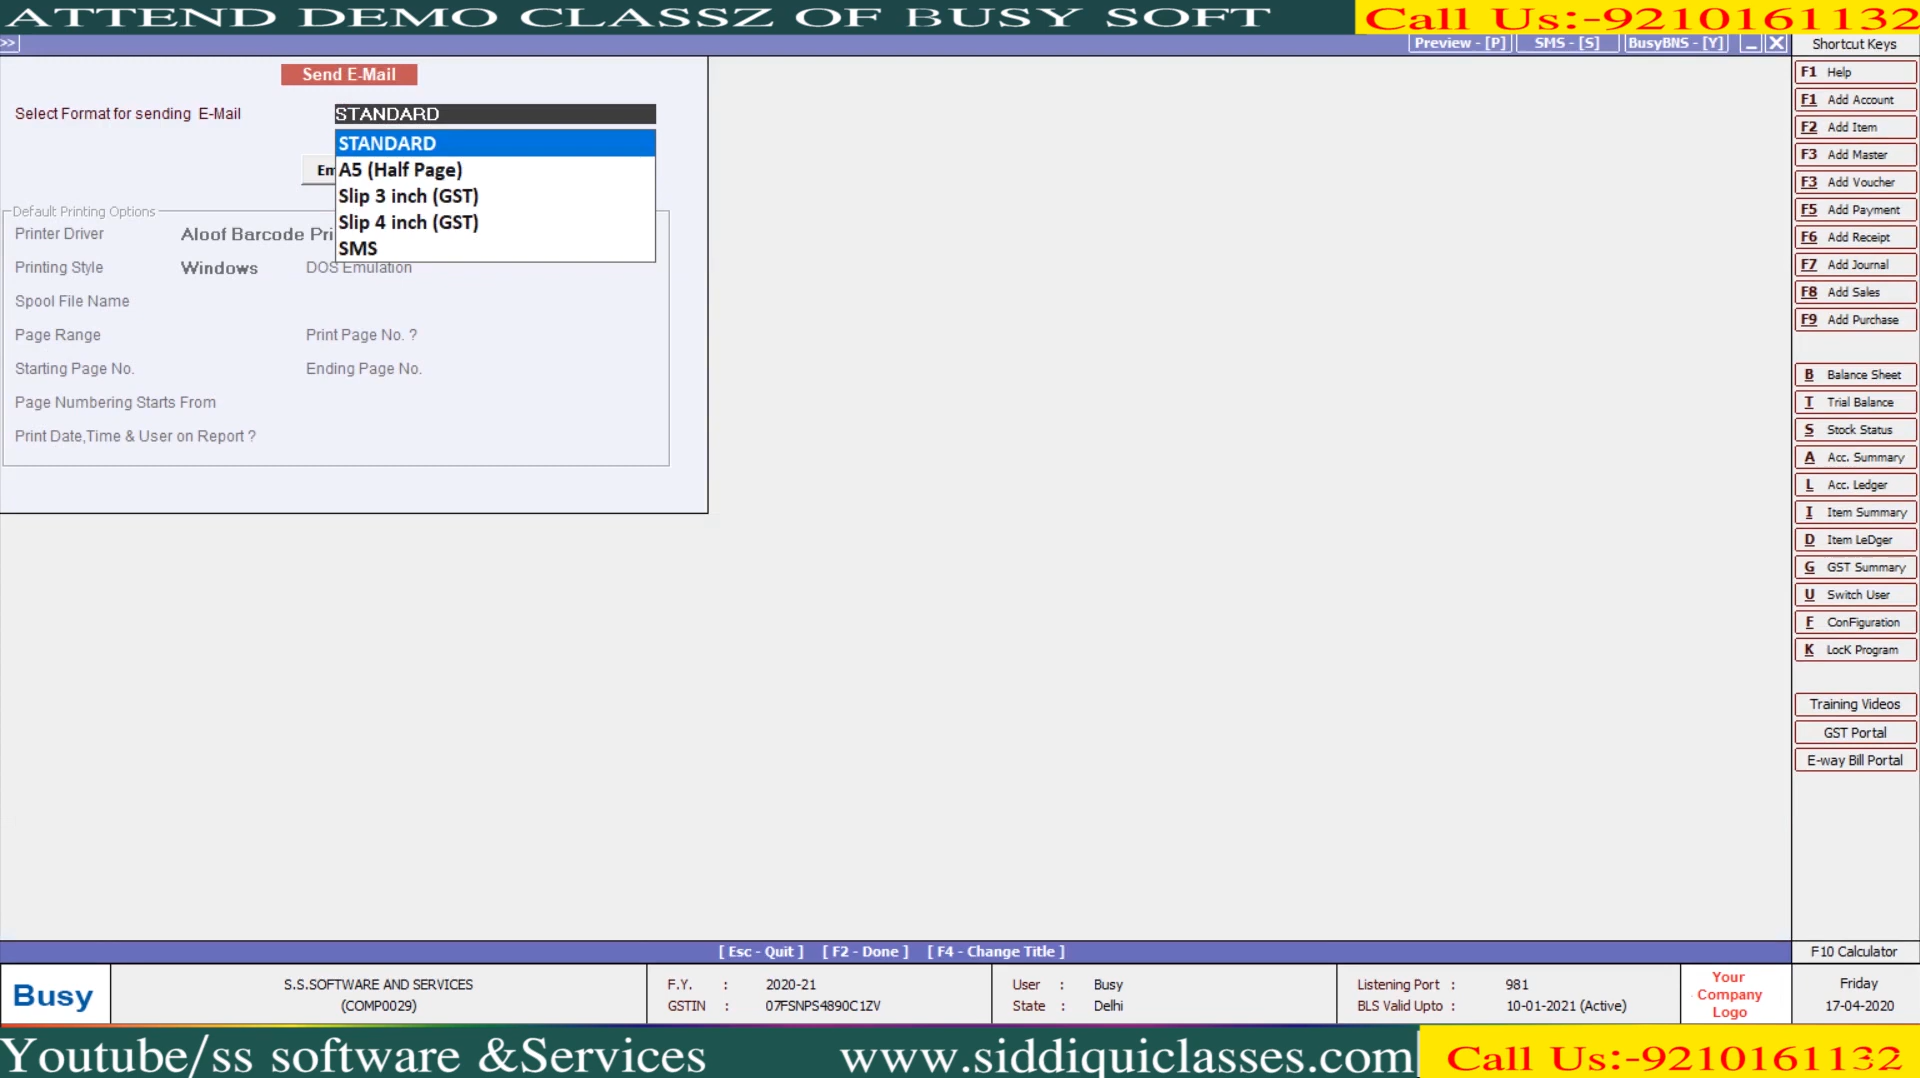 ATTEND DEMO CLASSZ OF BUSY SOFT
Call Us:-9210161132
>>
Preview - [P]
SMS - [S]
BusyBNS - [Y]
Shortcut Keys
Send E-Mail
Select Format for sending E-Mail
STANDARD
STANDARD
A5 (Half Page)
Slip 3 inch (GST)
Slip 4 inch (GST)
SMS
Default Printing Options
Printer Driver
Aloof Barcode Pri
Printing Style
Windows
DOS Emulation
Spool File Name
Page Range
Print Page No. ?
Starting Page No.
Ending Page No.
Page Numbering Starts From
Print Date,Time & User on Report ?
F1 Help
F1 Add Account
F2 Add Item
F3 Add Master
F3 Add Voucher
F5 Add Payment
F6 Add Receipt
F7 Add Journal
F8 Add Sales
F9 Add Purchase
B Balance Sheet
T Trial Balance
S Stock Status
A Acc. Summary
L Acc. Ledger
I Item Summary
D Item LeDger
G GST Summary
U Switch User
F ConFiguration
K LocK Program
Training Videos
GST Portal
E-way Bill Portal
[ Esc - Quit ] [ F2 - Done ] [ F4 - Change Title ]
F10 Calculator
Busy
S.S.SOFTWARE AND SERVICES
(COMP0029)
F.Y. : 2020-21
GSTIN : 07FSNPS4890C1ZV
User : Busy
State : Delhi
Listening Port : 981
BLS Valid Upto : 10-01-2021 (Active)
Your
Company
Logo
Friday
17-04-2020
Youtube/ss software &Services
www.siddiquiclasses.com
Call Us:-9210161132